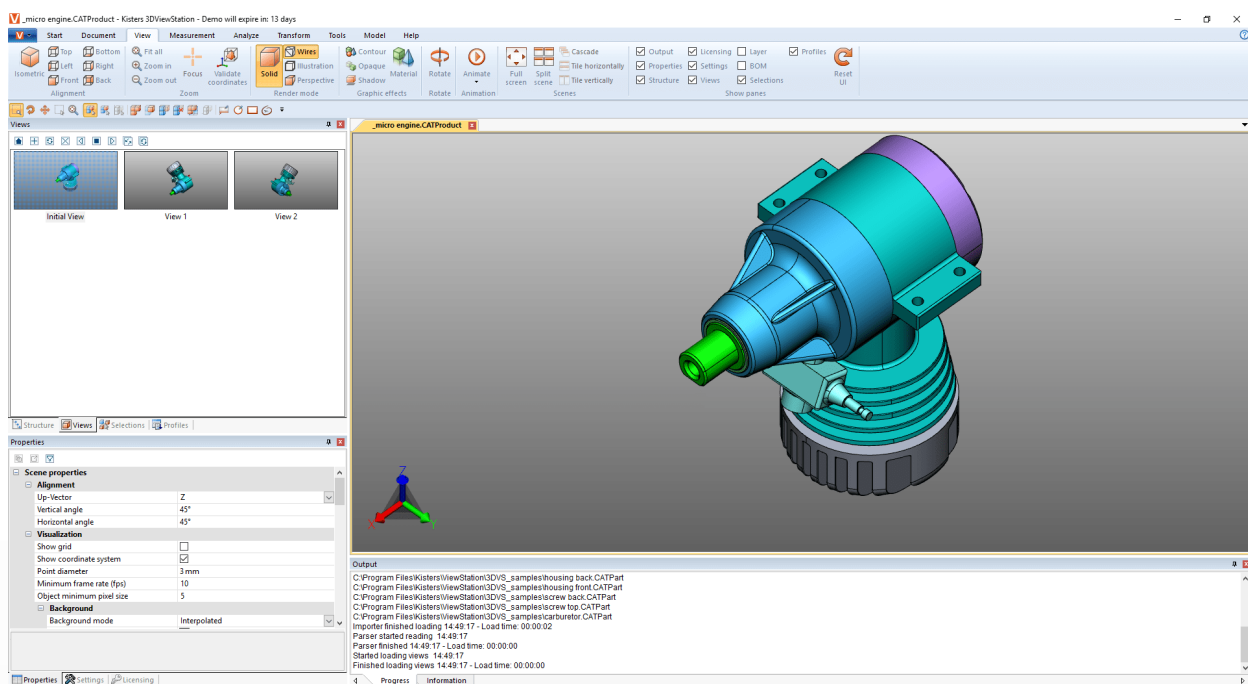 _micro engine.CATProduct - Kisters 3DViewStation - Demo will expire in: 13 days
Start Document View Measurement Analyze Transform Tools Model Help
Isometric
Top Bottom
Left Right
Front Back
Alignment
Fit all
Zoom in
Zoom out
Focus
Validate coordinates
Zoom
Solid
Wires
Illustration
Perspective
Render mode
Contour
Opaque
Shadow
Material
Graphic effects
Rotate
Rotate
Animate
Animation
Full screen
Split scene
Cascade
Tile horizontally
Tile vertically
Scenes
Output Licensing Layer Profiles
Properties Settings BOM
Structure Views Selections
Show panes
Reset UI
Views
_micro engine.CATProduct
Initial View View 1 View 2
Structure Views Selections Profiles
Properties
Scene properties
Alignment
Up-Vector Z
Vertical angle 45°
Horizontal angle 45°
Visualization
Show grid
Show coordinate system
Point diameter 3 mm
Minimum frame rate (fps) 10
Object minimum pixel size 5
Background
Background mode Interpolated
Properties Settings Licensing
Z
X
Y
Output
C:\Program Files\Kisters\ViewStation\3DVS_samples\housing back.CATPart
C:\Program Files\Kisters\ViewStation\3DVS_samples\housing front.CATPart
C:\Program Files\Kisters\ViewStation\3DVS_samples\screw back.CATPart
C:\Program Files\Kisters\ViewStation\3DVS_samples\screw top.CATPart
C:\Program Files\Kisters\ViewStation\3DVS_samples\carburetor.CATPart
Importer finished loading 14:49:17 - Load time: 00:00:02
Parser started reading 14:49:17
Parser finished 14:49:17 - Load time: 00:00:00
Started loading views 14:49:17
Finished loading views 14:49:17 - Load time: 00:00:00
Progress Information